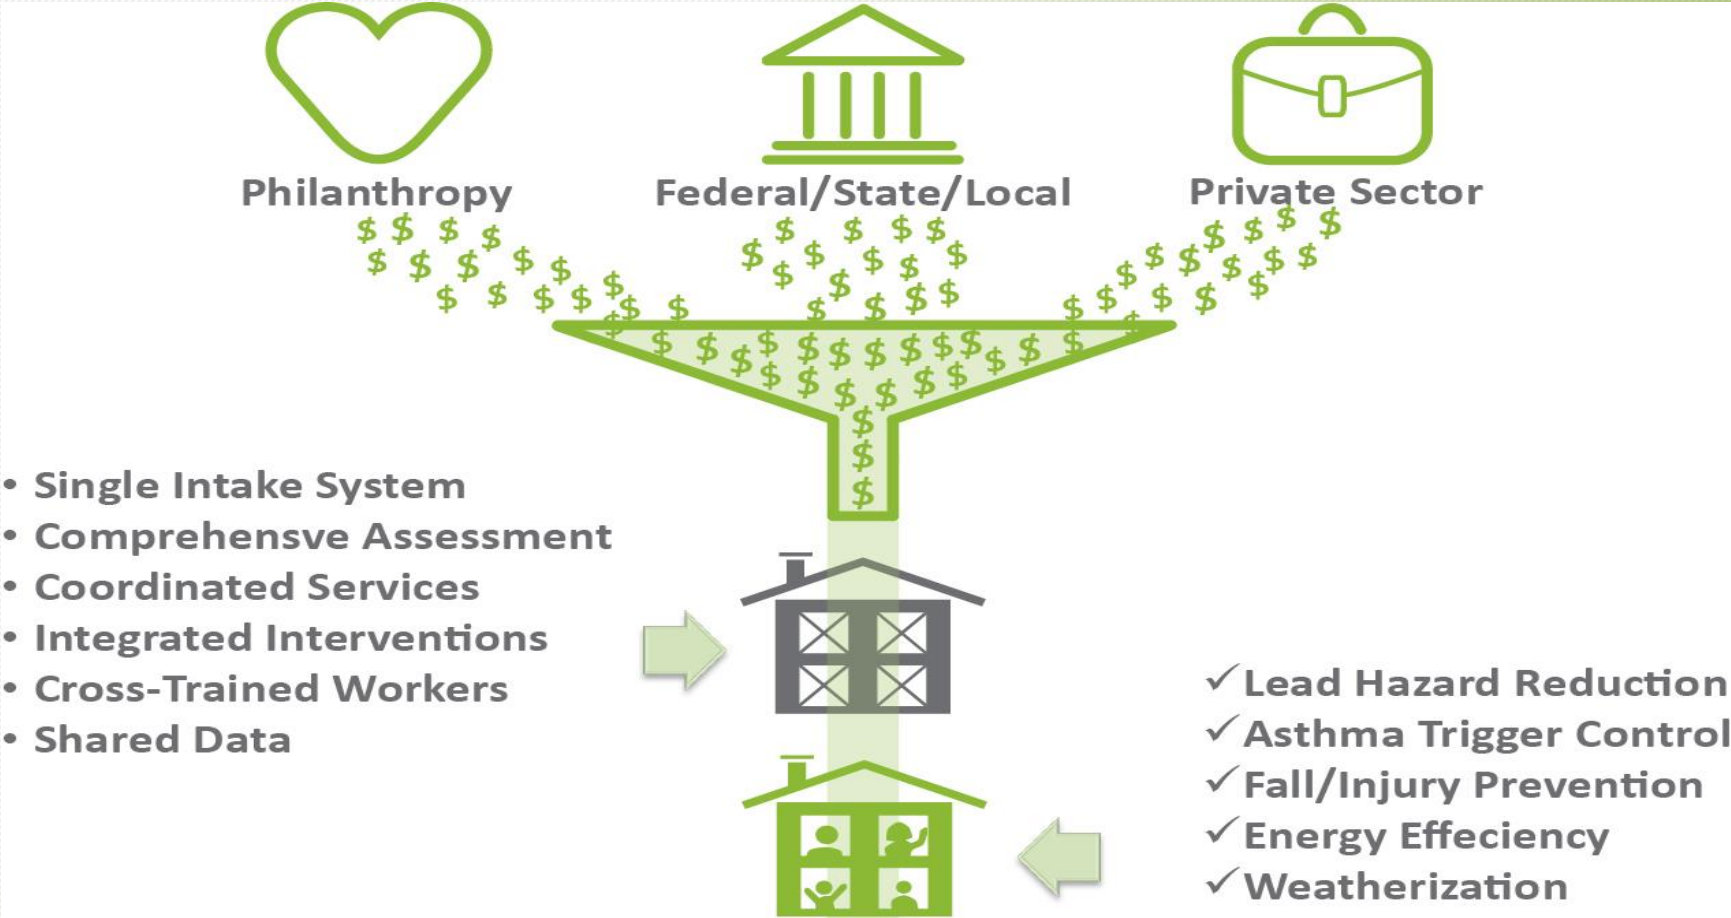 Philanthropy
Federal/State/Local
Private Sector
• Single Intake System
• Comprehensve Assessment
• Coordinated Services
• Integrated Interventions
• Cross-Trained Workers
• Shared Data
✓ Lead Hazard Reduction
✓ Asthma Trigger Control
✓ Fall/Injury Prevention
✓ Energy Effeciency
✓ Weatherization